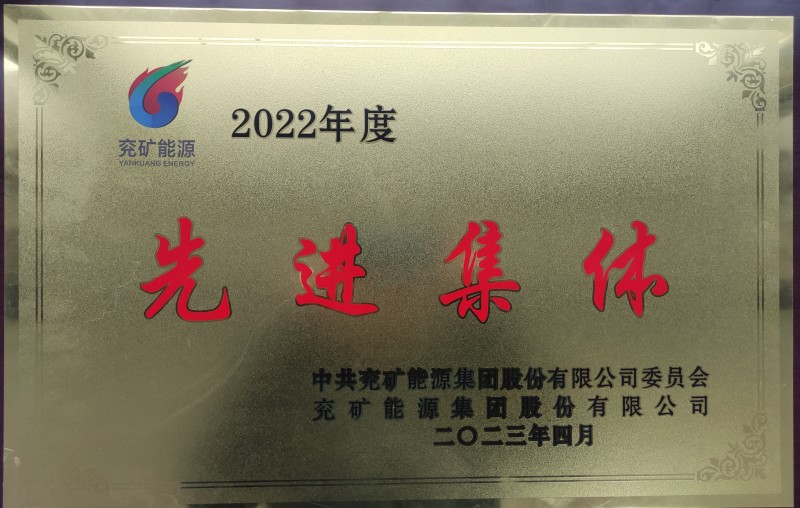 兖矿能源
YANKUANG ENERGY
2022年度
先进集体
中共兖矿能源集团股份有限公司委员会
兖矿能源集团股份有限公司
二〇二三年四月